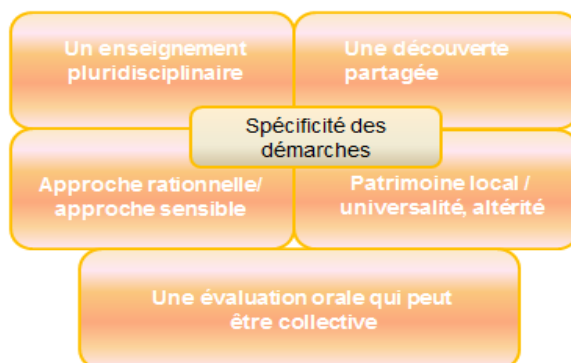 Un enseignement
pluridisciplinaire
Une découverte
partagée
Spécificité des
démarches
Approche rationnelle/
approche sensible
Patrimoine local /
universalité, altérité
Une évaluation orale qui peut
être collective